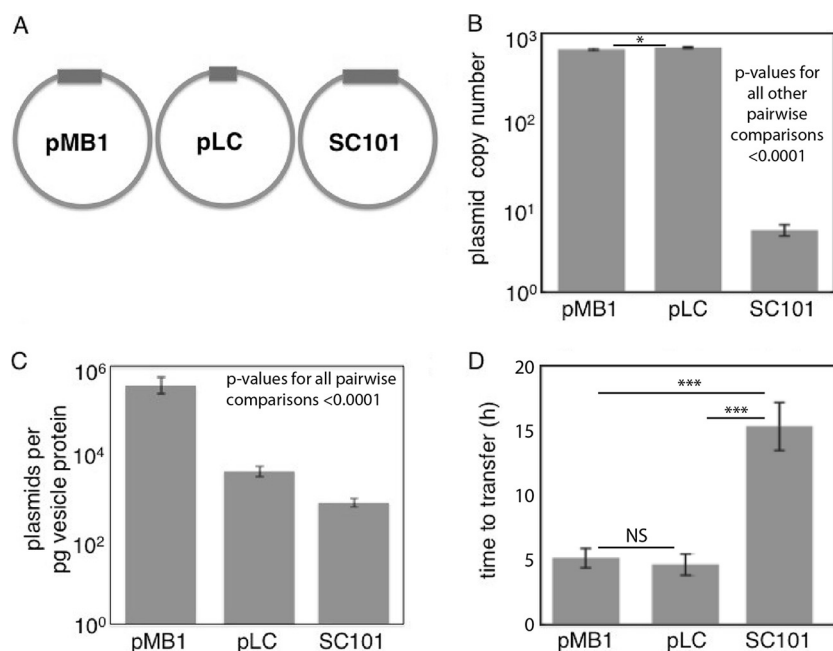 A
pMB1
pLC
SC101
B
plasmid copy number
10³
10²
10¹
10⁰
*
p-values for
all other
pairwise
comparisons
<0.0001
pMB1
pLC
SC101
C
plasmids per
pg vesicle protein
10⁶
10⁴
10²
10⁰
p-values for all pairwise
comparisons <0.0001
pMB1
pLC
SC101
D
time to transfer (h)
20
15
10
5
0
***
***
NS
pMB1
pLC
SC101